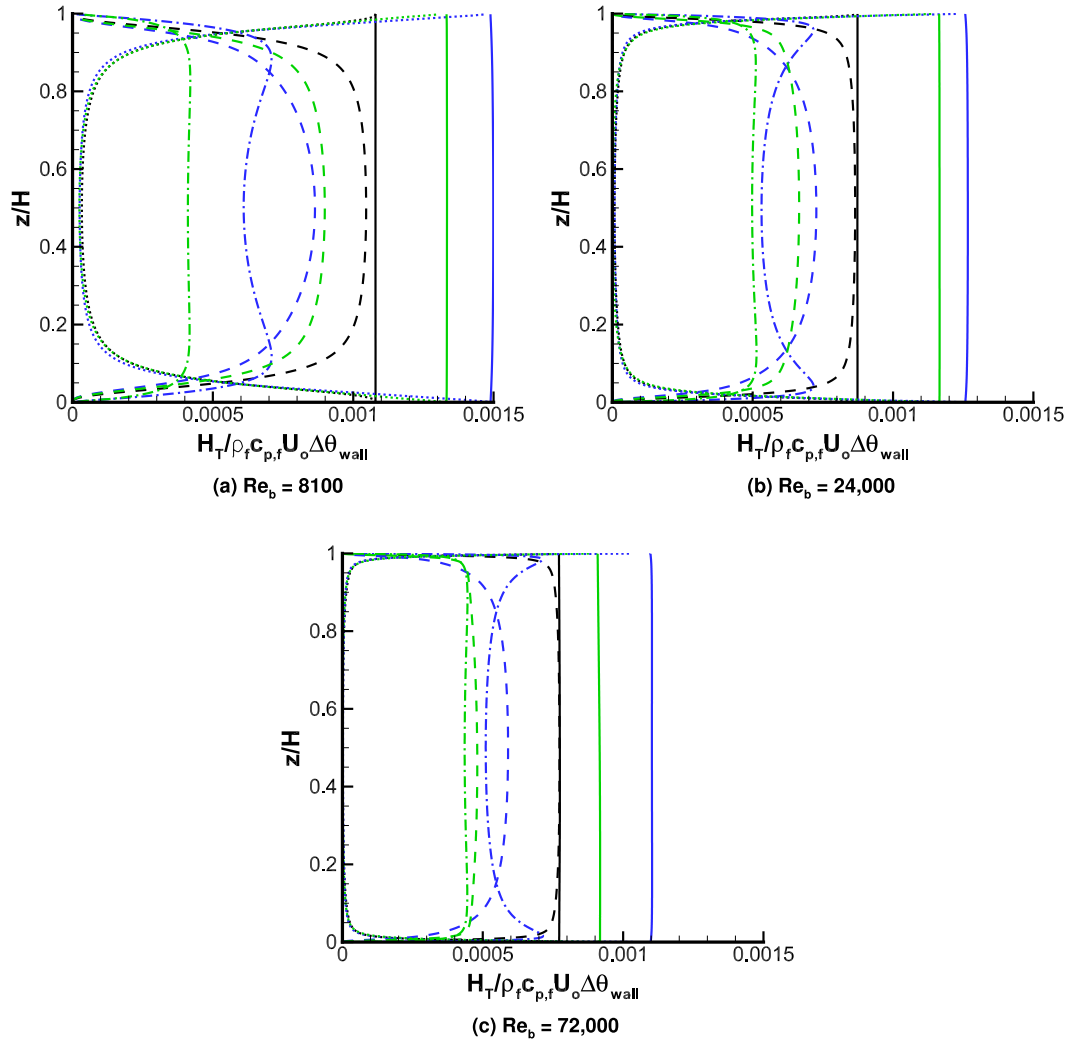 1
0.8
0.6
z/H
0.4
0.2
0
0 0.0005 0.001 0.0015
H_T/ρ_f c_p,f U_o Δθ_wall
(a) Re_b = 8100
1
0.8
0.6
z/H
0.4
0.2
0
0 0.0005 0.001 0.0015
H_T/ρ_f c_p,f U_o Δθ_wall
(b) Re_b = 24,000
1
0.8
0.6
z/H
0.4
0.2
0
0 0.0005 0.001 0.0015
H_T/ρ_f c_p,f U_o Δθ_wall
(c) Re_b = 72,000